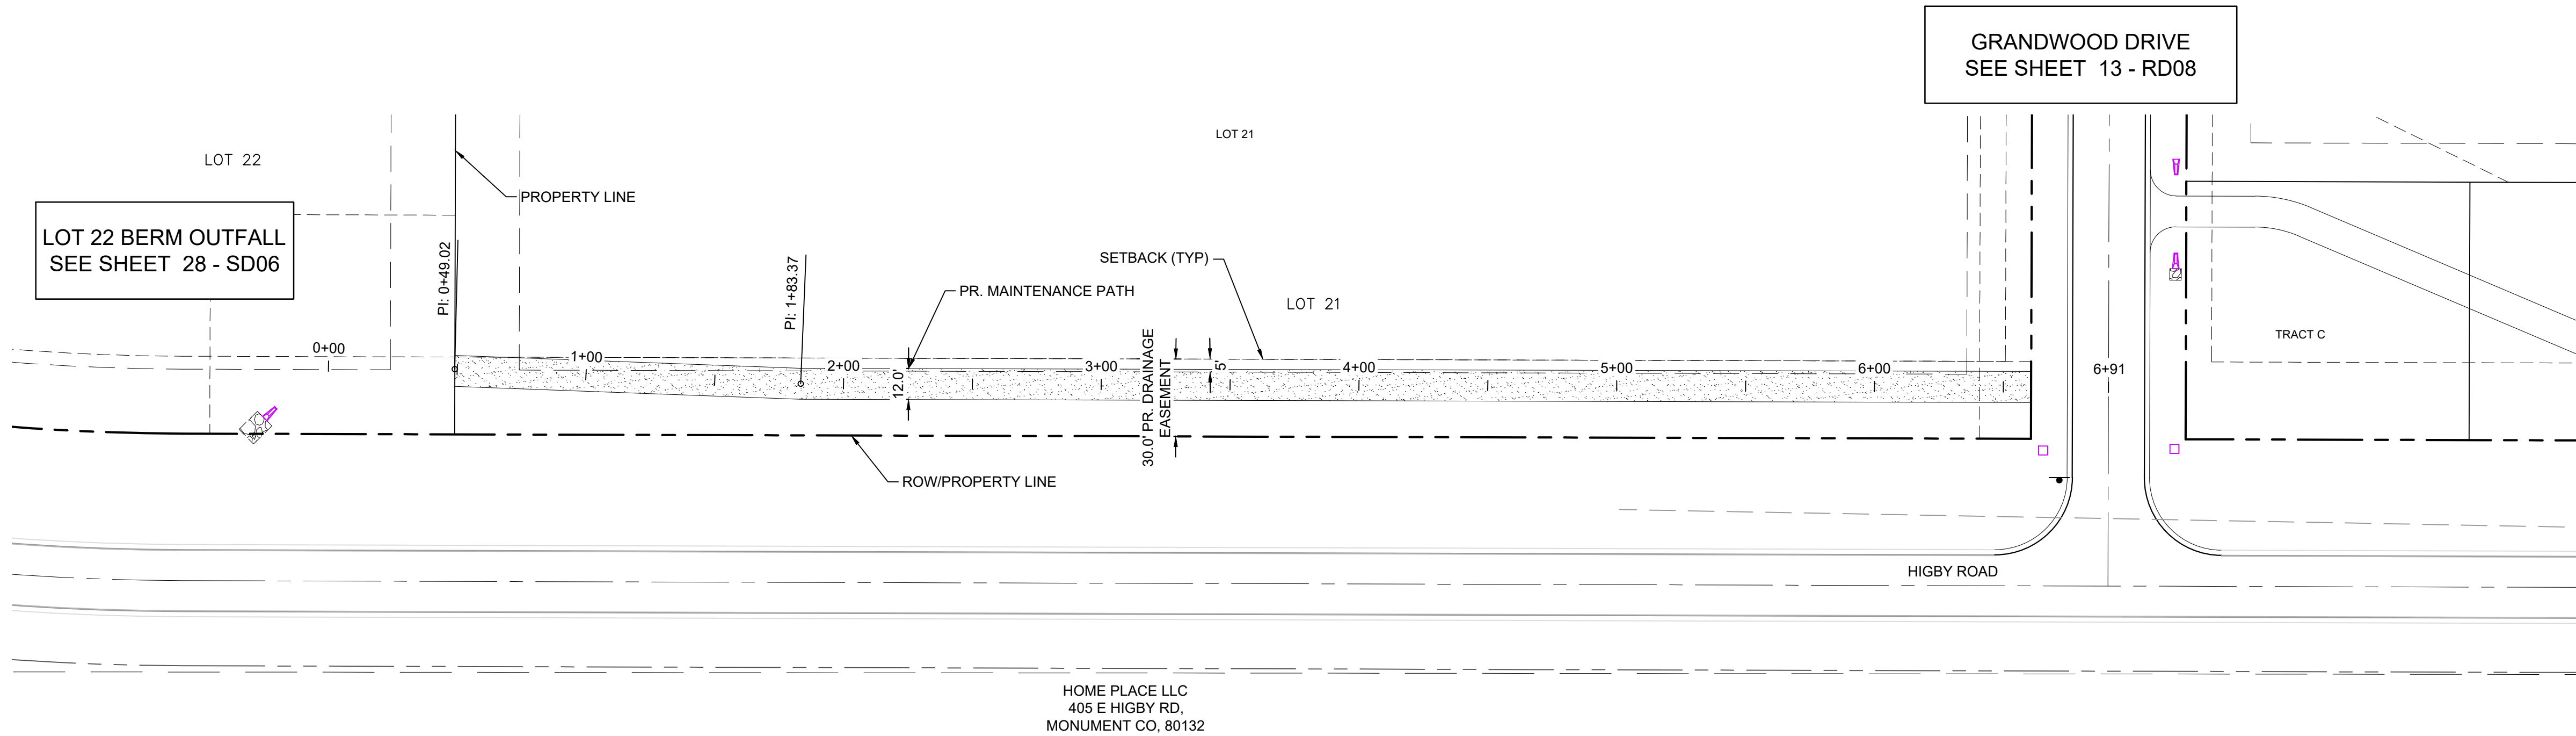 GRANDWOOD DRIVE
SEE SHEET 13 - RD08
LOT 21
LOT 22
PROPERTY LINE
LOT 22 BERM OUTFALL
SEE SHEET 28 - SD06
PI: 0+49.02
PI: 1+83.37
SETBACK (TYP)
PR. MAINTENANCE PATH
LOT 21
TRACT C
0+00
1+00
2+00
3+00
4+00
5+00
6+00
6+91
12.0'
30.0' PR. DRAINAGE
EASEMENT
5'
ROW/PROPERTY LINE
HIGBY ROAD
HOME PLACE LLC
405 E HIGBY RD,
MONUMENT CO, 80132